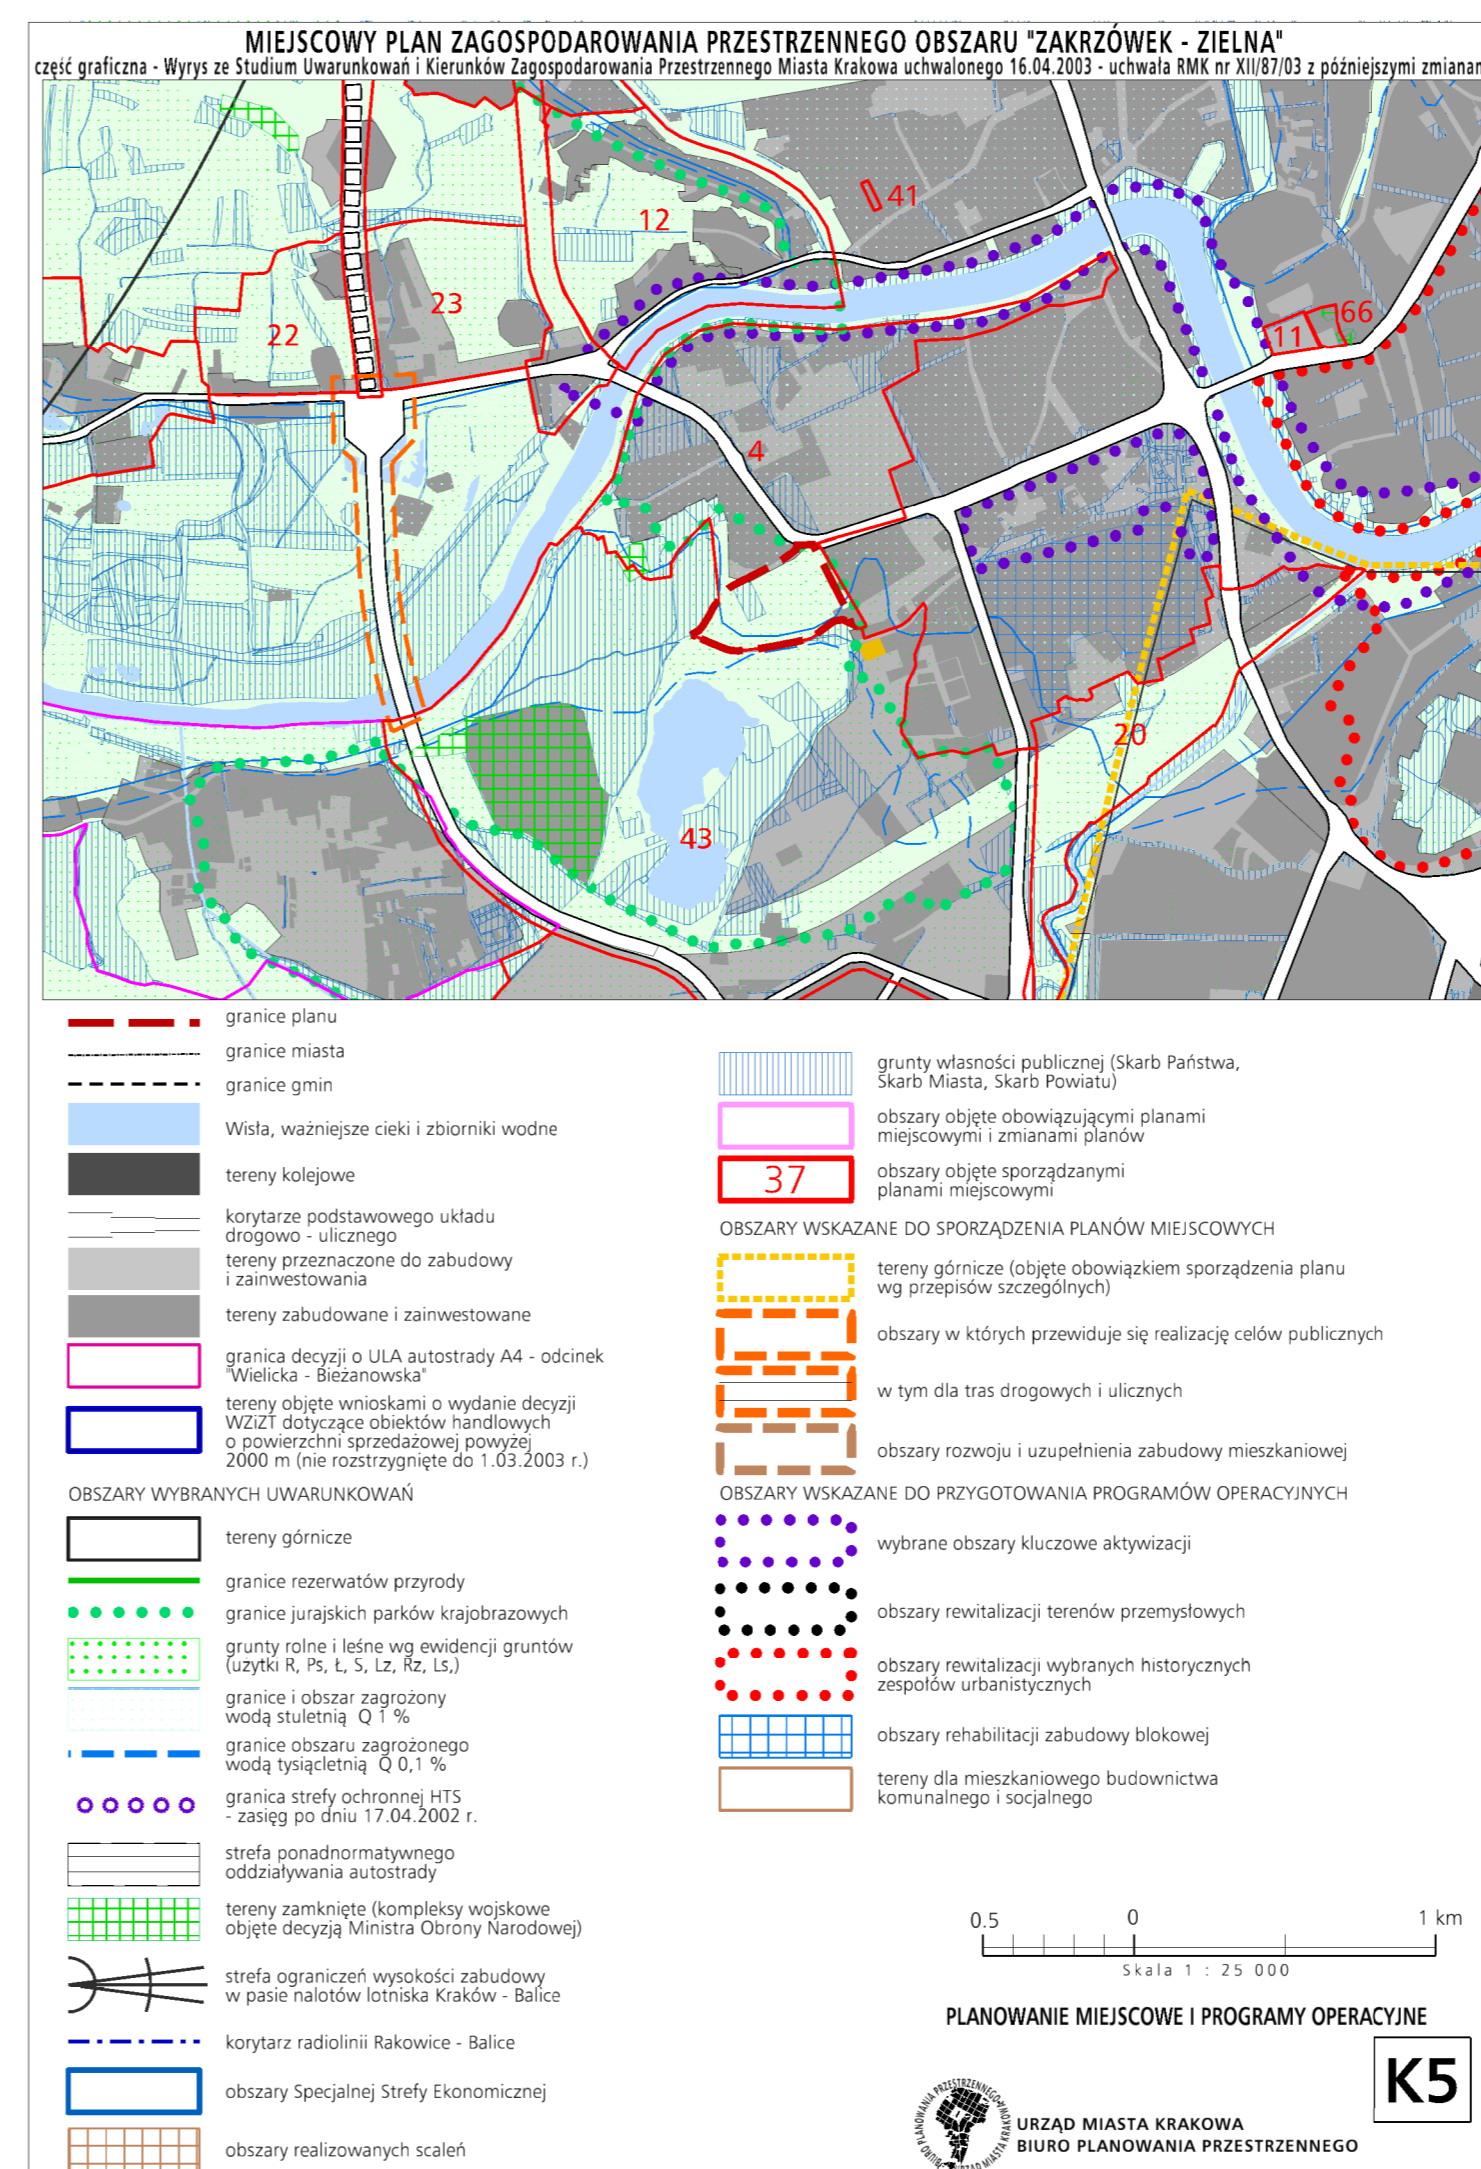 MIEJSCOWY PLAN ZAGOSPODAROWANIA PRZESTRZENNEGO OBSZARU "ZAKRZÓWEK - ZIELNA"
część graficzna - Wyrys ze Studium Uwarunkowań i Kierunków Zagospodarowania Przestrzennego Miasta Krakowa uchwalonego 16.04.2003 - uchwała RMK nr XII/87/03 z późniejszymi zmianam
41
12
23
22
66
11
4
20
43
granice planu
granice miasta
granice gmin
Wisła, ważniejsze cieki i zbiorniki wodne
tereny kolejowe
korytarze podstawowego układu
drogowo - ulicznego
tereny przeznaczone do zabudowy
i zainwestowania
tereny zabudowane i zainwestowane
granica decyzji o ULA autostrady A4 - odcinek
"Wielicka - Bieżanowska"
tereny objęte wnioskami o wydanie decyzji
WZiZT dotyczące obiektów handlowych
o powierzchni sprzedażowej powyżej
2000 m (nie rozstrzygnięte do 1.03.2003 r.)
OBSZARY WYBRANYCH UWARUNKOWAŃ
tereny górnicze
granice rezerwatów przyrody
granice jurajskich parków krajobrazowych
grunty rolne i leśne wg ewidencji gruntów
(użytki R, Ps, Ł, S, Lz, Rz, Ls,)
granice i obszar zagrożony
wodą stuletnią Q 1 %
granice obszaru zagrożonego
wodą tysiącletnią Q 0,1 %
granica strefy ochronnej HTS
- zasięg po dniu 17.04.2002 r.
strefa ponadnormatywnego
oddziaływania autostrady
tereny zamknięte (kompleksy wojskowe
objęte decyzją Ministra Obrony Narodowej)
strefa ograniczeń wysokości zabudowy
w pasie nalotów lotniska Kraków - Balice
korytarz radiolinii Rakowice - Balice
obszary Specjalnej Strefy Ekonomicznej
obszary realizowanych scaleń
grunty własności publicznej (Skarb Państwa,
Skarb Miasta, Skarb Powiatu)
obszary objęte obowiązującymi planami
miejscowymi i zmianami planów
37
obszary objęte sporządzanymi
planami miejscowymi
OBSZARY WSKAZANE DO SPORZĄDZENIA PLANÓW MIEJSCOWYCH
tereny górnicze (objęte obowiązkiem sporządzenia planu
wg przepisów szczególnych)
obszary w których przewiduje się realizację celów publicznych
w tym dla tras drogowych i ulicznych
obszary rozwoju i uzupełnienia zabudowy mieszkaniowej
OBSZARY WSKAZANE DO PRZYGOTOWANIA PROGRAMÓW OPERACYJNYCH
wybrane obszary kluczowe aktywizacji
obszary rewitalizacji terenów przemysłowych
obszary rewitalizacji wybranych historycznych
zespołów urbanistycznych
obszary rehabilitacji zabudowy blokowej
tereny dla mieszkaniowego budownictwa
komunalnego i socjalnego
0.5 0 1 km
Skala 1 : 25 000
PLANOWANIE MIEJSCOWE I PROGRAMY OPERACYJNE
K5
URZĄD MIASTA KRAKOWA
BIURO PLANOWANIA PRZESTRZENNEGO